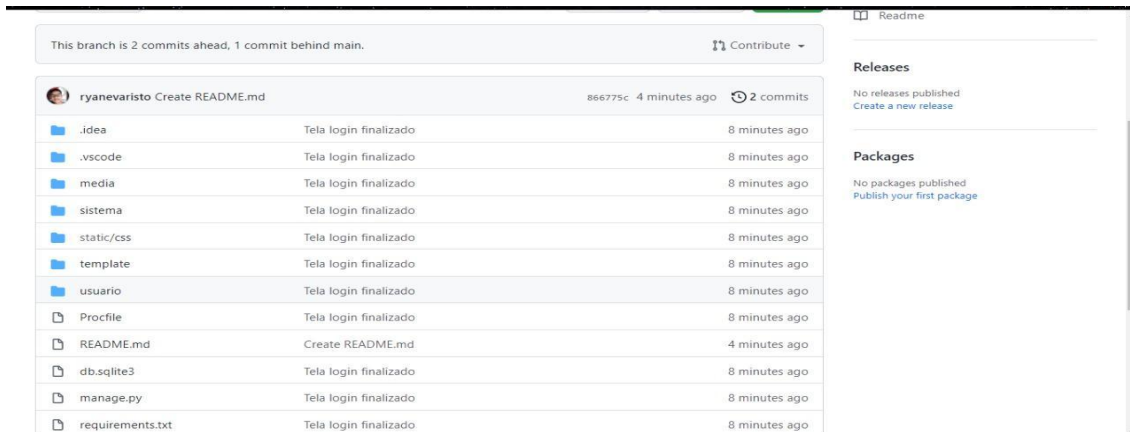 Readme
This branch is 2 commits ahead, 1 commit behind main.
Contribute
Releases
No releases published
Create a new release
ryanevaristo Create README.md
866775c 4 minutes ago 2 commits
.idea Tela login finalizado 8 minutes ago
.vscode Tela login finalizado 8 minutes ago
media Tela login finalizado 8 minutes ago
sistema Tela login finalizado 8 minutes ago
static/css Tela login finalizado 8 minutes ago
template Tela login finalizado 8 minutes ago
usuario Tela login finalizado 8 minutes ago
Procfile Tela login finalizado 8 minutes ago
README.md Create README.md 4 minutes ago
db.sqlite3 Tela login finalizado 8 minutes ago
manage.py Tela login finalizado 8 minutes ago
requirements.txt Tela login finalizado 8 minutes ago
Packages
No packages published
Publish your first package